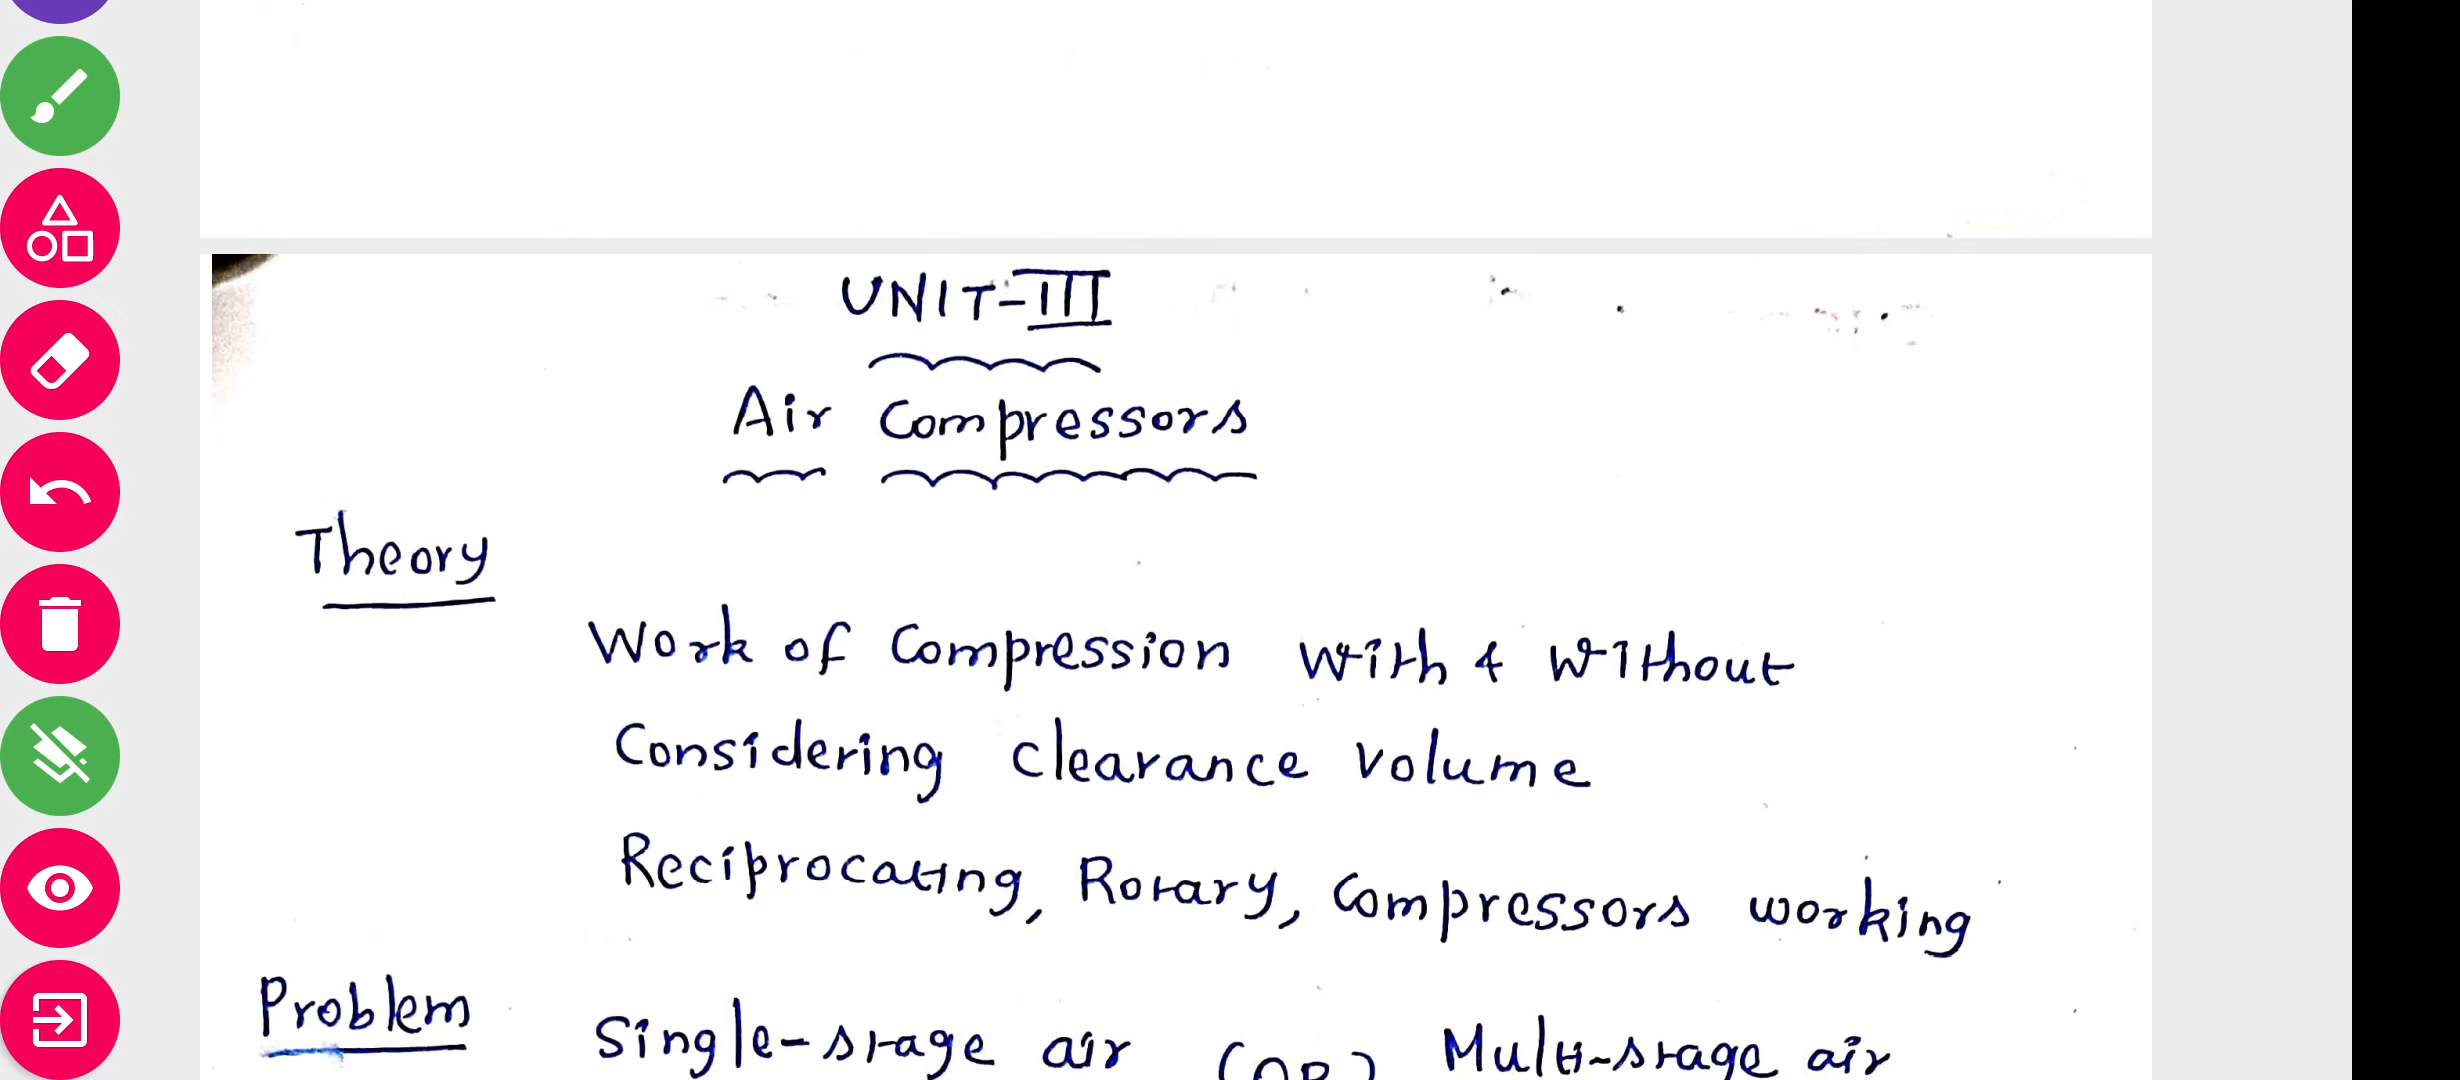 UNIT-III
Air Compressors
Theory
Work of Compression with & without
Considering clearance volume
Reciprocating, Rotary, Compressors working
Problem
Single-stage air (OR) Multi-stage air